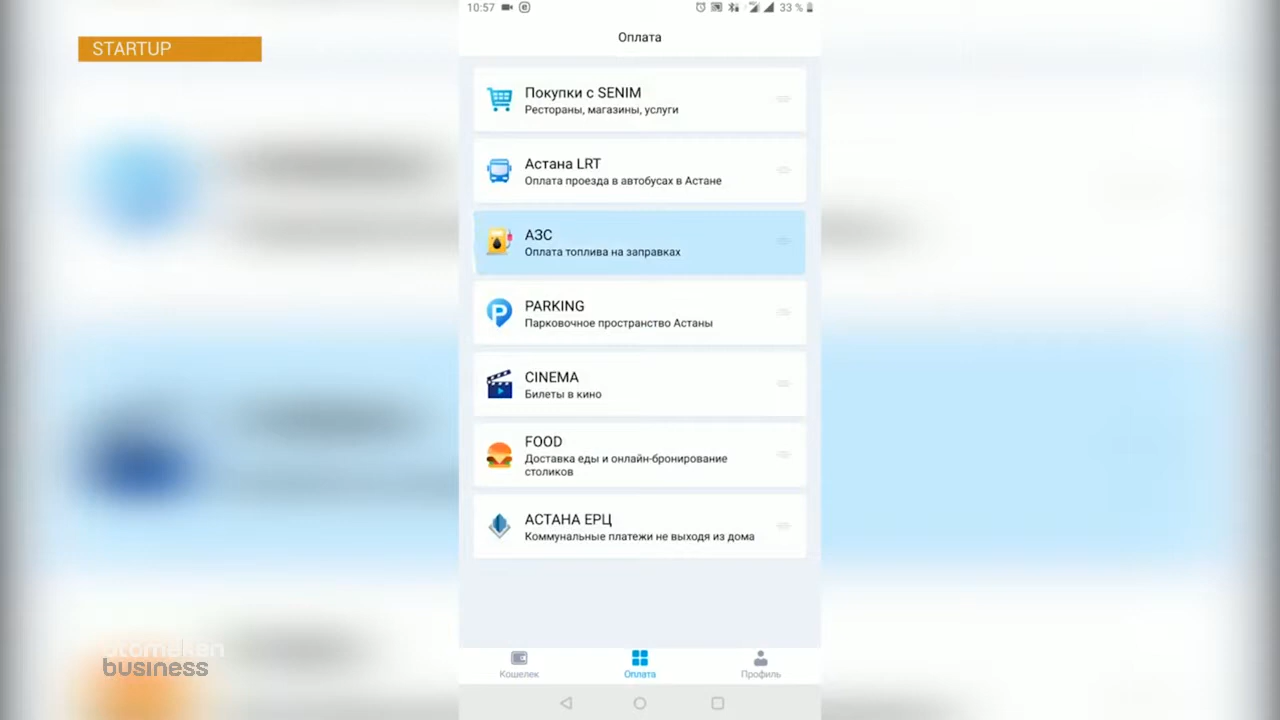 10:57
33 %
STARTUP
Оплата
Покупки с SENIM
Рестораны, магазины, услуги
Астана LRT
Оплата проезда в автобусах в Астане
АЗС
Оплата топлива на заправках
PARKING
Парковочное пространство Астаны
CINEMA
Билеты в кино
FOOD
Доставка еды и онлайн-бронирование
столиков
АСТАНА ЕРЦ
Коммунальные платежи не выходя из дома
atameken
business
Кошелек
Оплата
Профиль